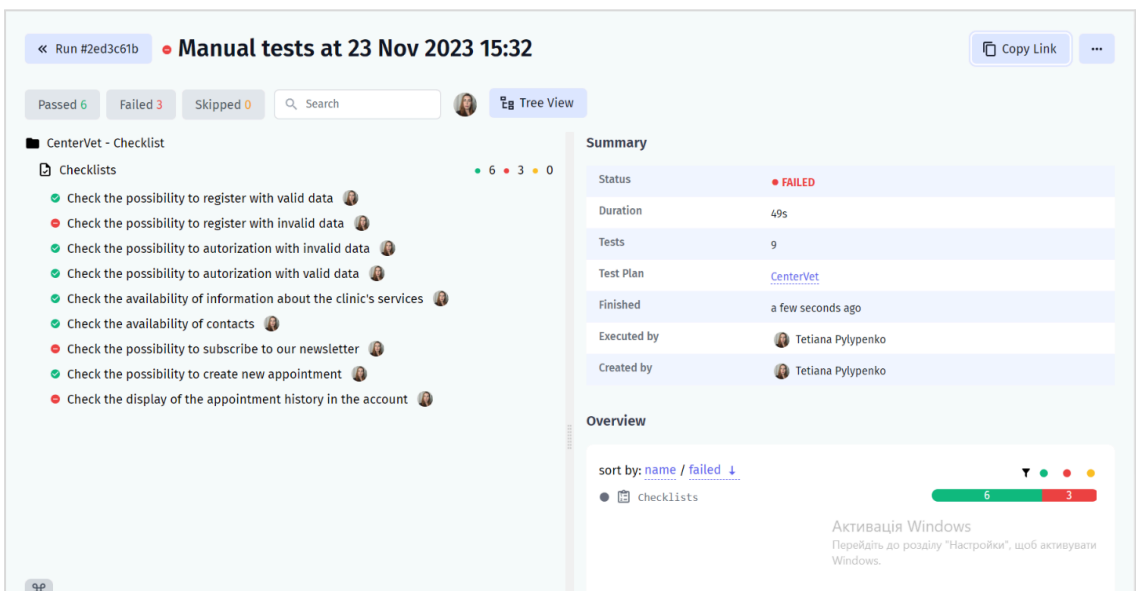 « Run #2ed3c61b
Manual tests at 23 Nov 2023 15:32
Copy Link
...
Passed 6
Failed 3
Skipped 0
Search
Tree View
CenterVet - Checklist
Checklists
6 3 0
Check the possibility to register with valid data
Check the possibility to register with invalid data
Check the possibility to autorization with invalid data
Check the possibility to autorization with valid data
Check the availability of information about the clinic's services
Check the availability of contacts
Check the possibility to subscribe to our newsletter
Check the possibility to create new appointment
Check the display of the appointment history in the account
Summary
Status FAILED
Duration 49s
Tests 9
Test Plan CenterVet
Finished a few seconds ago
Executed by Tetiana Pylypenko
Created by Tetiana Pylypenko
Overview
sort by: name / failed ↓
Checklists
6 3
Активація Windows
Перейдіть до розділу "Настройки", щоб активувати
Windows.
⌘